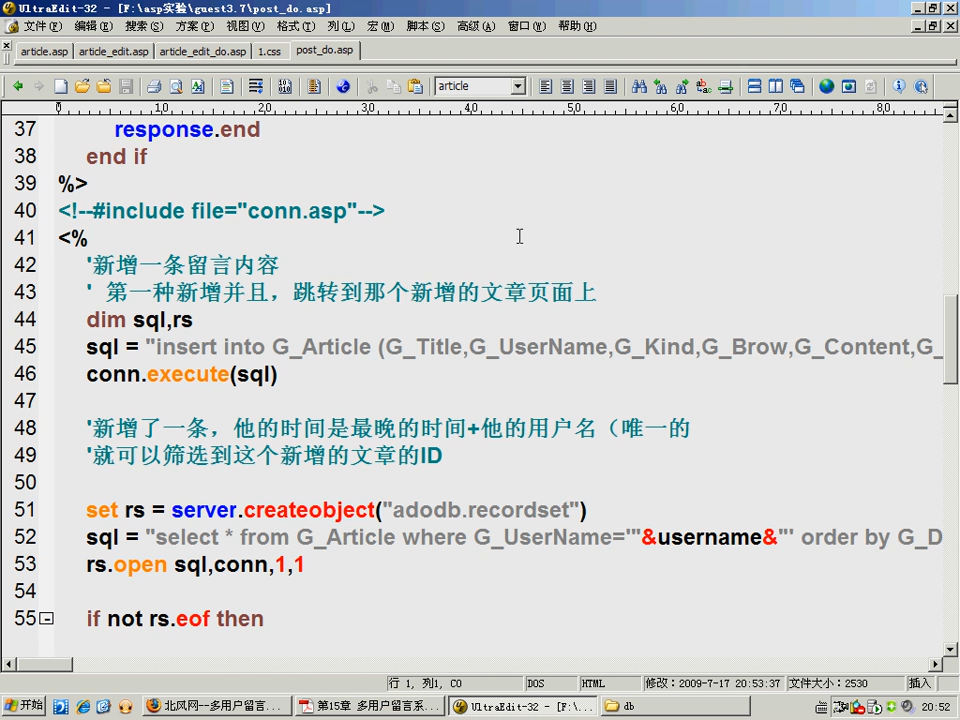 UltraEdit-32 - [F:\asp实验\guest3.7\post_do.asp]
文件(F) 编辑(E) 搜索(S) 方案(P) 视图(V) 格式(T) 列(L) 宏(M) 脚本(S) 高级(A) 窗口(W) 帮助(H)
article.asp article_edit.asp article_edit_do.asp 1.css post_do.asp
article
0 10 20 30 40 50 60 70 80
37 response.end
38 end if
39 %>
40 <!--#include file="conn.asp"-->
41 <%
42 '新增一条留言内容
43 ' 第一种新增并且，跳转到那个新增的文章页面上
44 dim sql,rs
45 sql = "insert into G_Article (G_Title,G_UserName,G_Kind,G_Brow,G_Content,G_
46 conn.execute(sql)
47
48 '新增了一条，他的时间是最晚的时间+他的用户名（唯一的
49 '就可以筛选到这个新增的文章的ID
50
51 set rs = server.createobject("adodb.recordset")
52 sql = "select * from G_Article where G_UserName='"&username&"' order by G_D
53 rs.open sql,conn,1,1
54
55 if not rs.eof then
行 1, 列1, C0 DOS HTML 修改：2009-7-17 20:53:37 文件大小：2530 插入
开始 北风网--多用户留言... 第15章 多用户留言系... UltraEdit-32 - [F:\... db 20:52